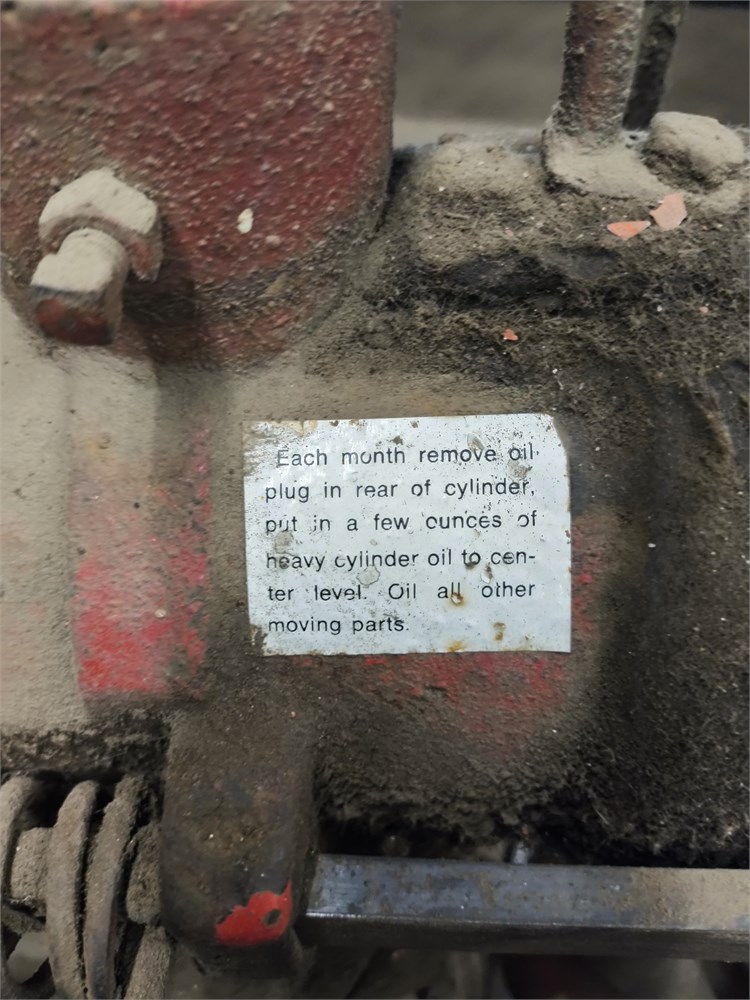 Each month remove oil
plug in rear of cylinder,
put in a few ounces of
heavy cylinder oil to cen-
ter level. Oil all other
moving parts.